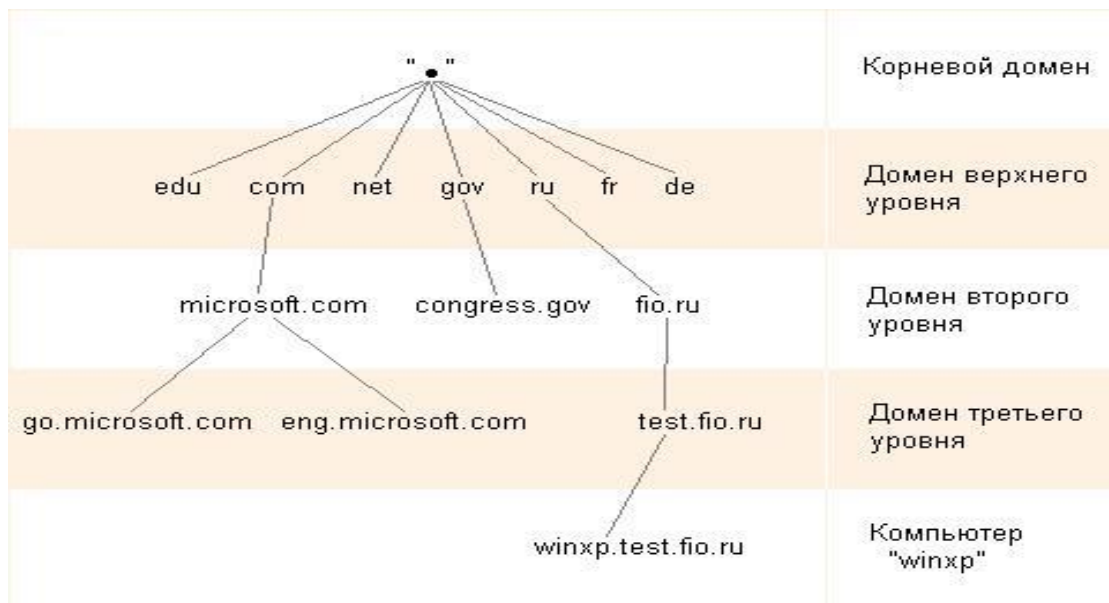 " . "
Корневой домен
edu com net gov ru fr de
Домен верхнего
уровня
microsoft.com congress.gov fio.ru
Домен второго
уровня
go.microsoft.com eng.microsoft.com test.fio.ru
Домен третьего
уровня
winxp.test.fio.ru
Компьютер
"winxp"